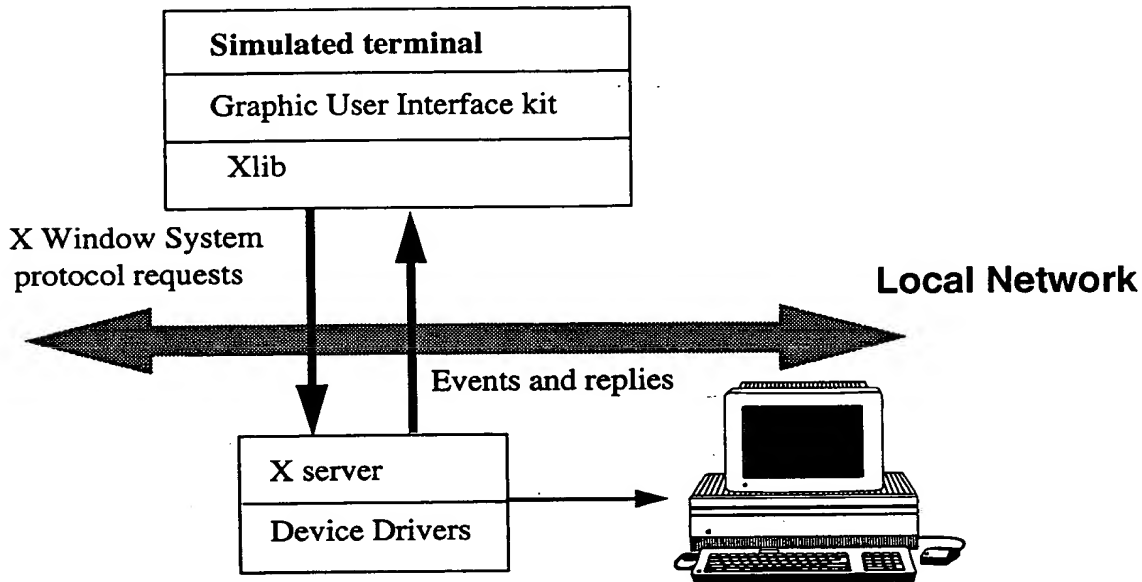 Simulated terminal
Graphic User Interface kit
Xlib
X Window System
protocol requests
Local Network
Events and replies
X server
Device Drivers